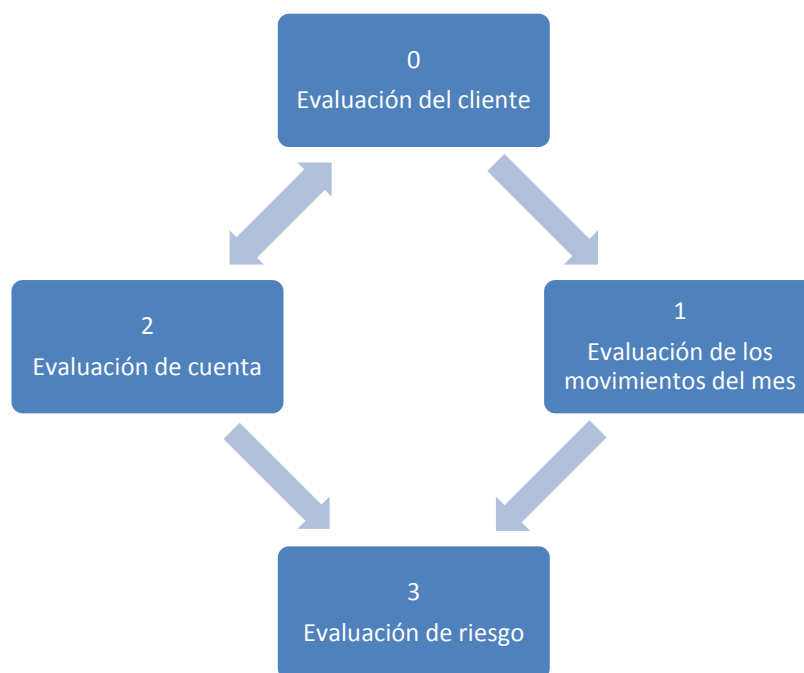 0
Evaluación del cliente
2
Evaluación de cuenta
1
Evaluación de los
movimientos del mes
3
Evaluación de riesgo